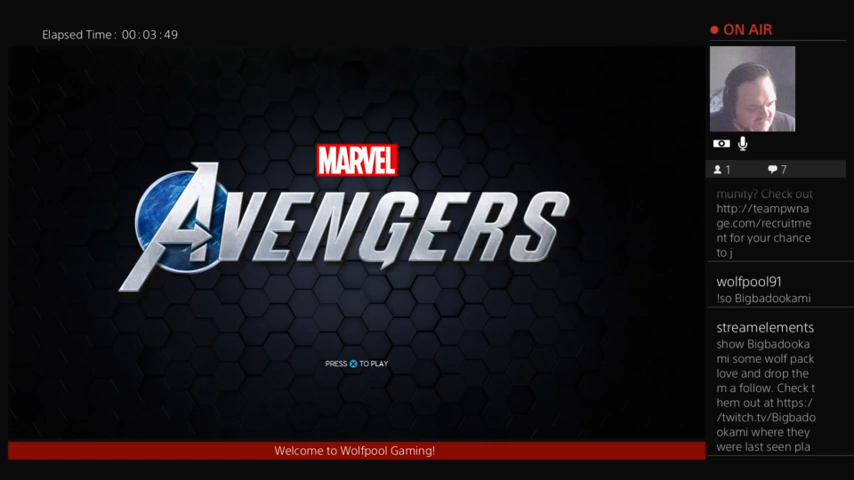 Elapsed Time: 00:03:49
ON AIR
MARVEL
AVENGERS
PRESS X TO PLAY
Welcome to Wolfpool Gaming!
1
7
munity? Check out
http://teampwna
ge.com/recruitme
nt for your chance
to j
wolfpool91
!so Bigbadookami
streamelements
show Bigbadooka
mi some wolf pack
love and drop the
m a follow. Check t
hem out at https:/
/twitch.tv/Bigbado
okami where they
were last seen pla